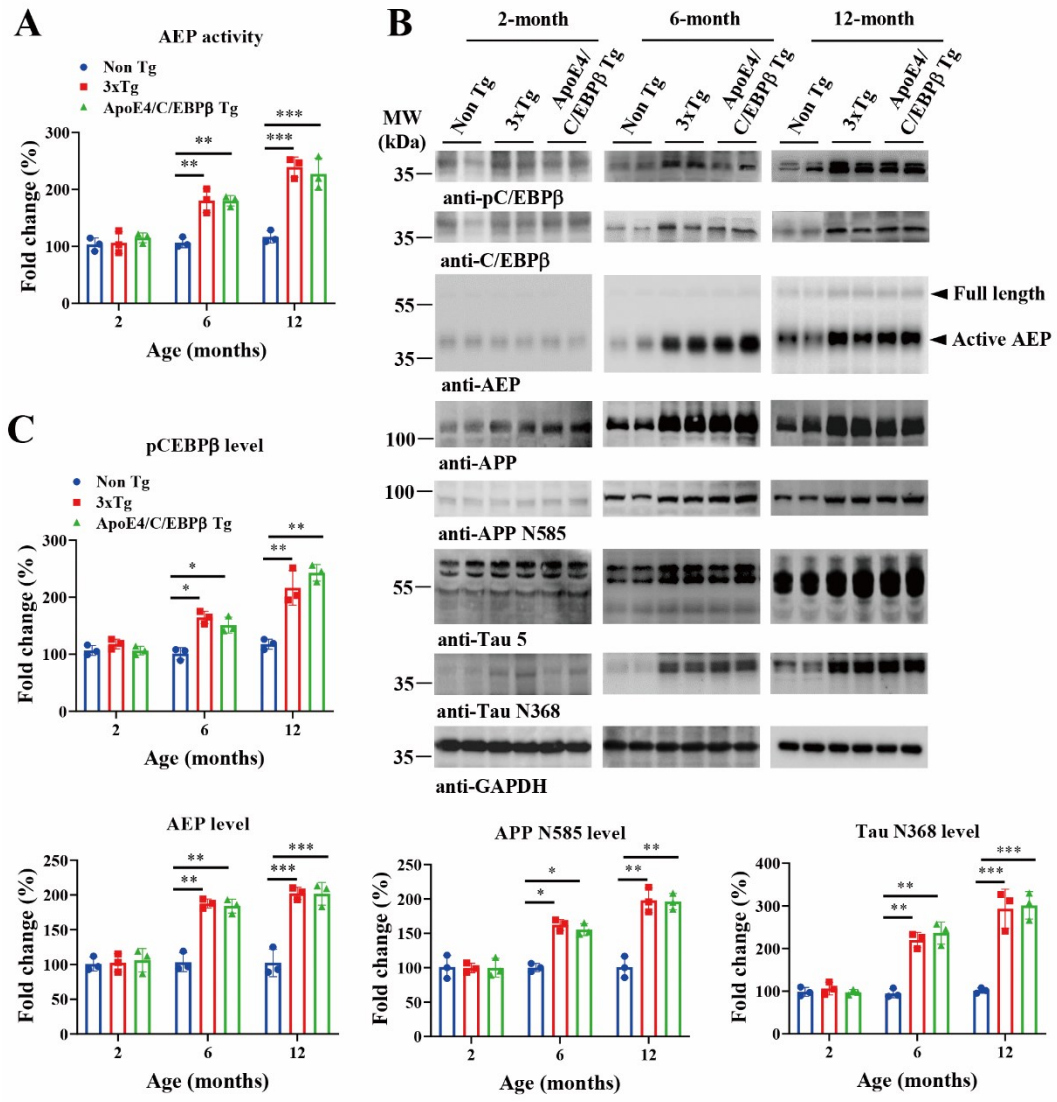 A
AEP activity
Non Tg
3xTg
ApoE4/C/EBPβ Tg
Fold change (%)
300
200
100
0
**
**
***
***
2
6
12
Age (months)
B
2-month
6-month
12-month
MW
(kDa)
Non Tg
3xTg
ApoE4/
C/EBPβ Tg
Non Tg
3xTg
ApoE4/
C/EBPβ Tg
Non Tg
3xTg
ApoE4/
C/EBPβ Tg
35
anti-pC/EBPβ
35
anti-C/EBPβ
55
Full length
35
Active AEP
anti-AEP
100
anti-APP
100
anti-APP N585
55
anti-Tau 5
35
anti-Tau N368
35
anti-GAPDH
C
pCEBPβ level
Non Tg
3xTg
ApoE4/C/EBPβ Tg
Fold change (% )
300
200
100
0
*
*
**
**
2
6
12
Age (months)
AEP level
Fold change (%)
250
200
150
100
50
0
**
**
***
***
2
6
12
Age (months)
APP N585 level
Fold change (%)
250
200
150
100
50
0
*
*
**
**
2
6
12
Age (months)
Tau N368 level
Fold change (%)
400
300
200
100
0
**
**
***
***
2
6
12
Age (months)